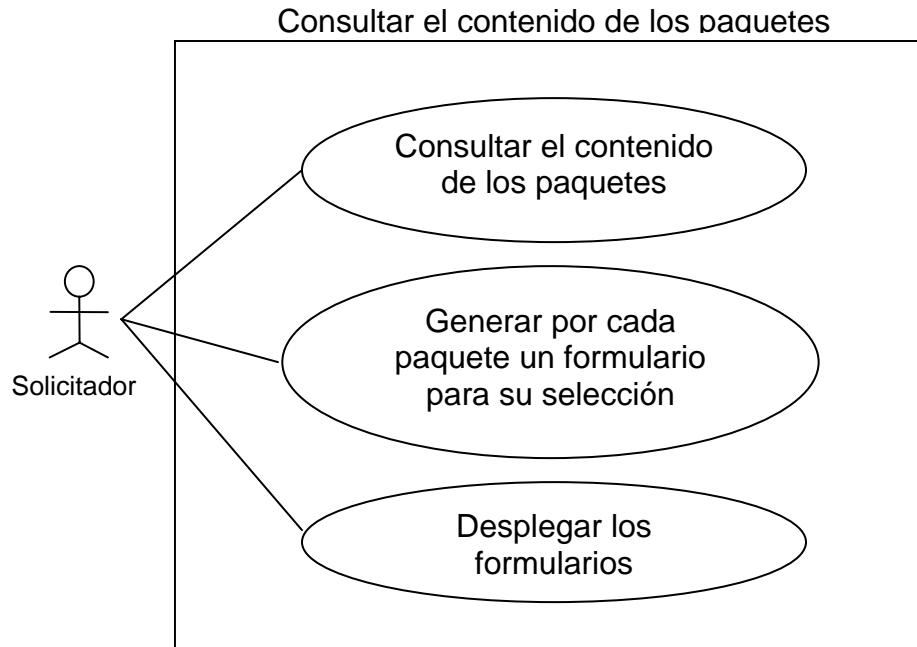 Consultar el contenido de los paquetes
Consultar el contenido
de los paquetes
Generar por cada
paquete un formulario
para su selección
Solicitador
Desplegar los
formularios